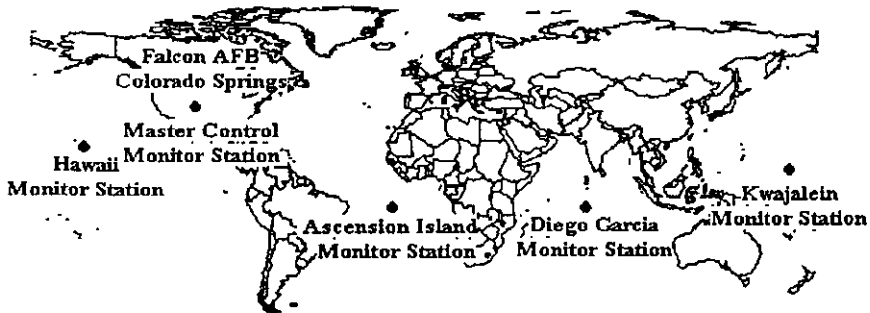 Falcon AFB
Colorado Springs
Master Control
Monitor Station
Hawaii
Monitor Station
Ascension Island
Monitor Station
Diego Garcia
Monitor Station
Kwajalein
Monitor Station